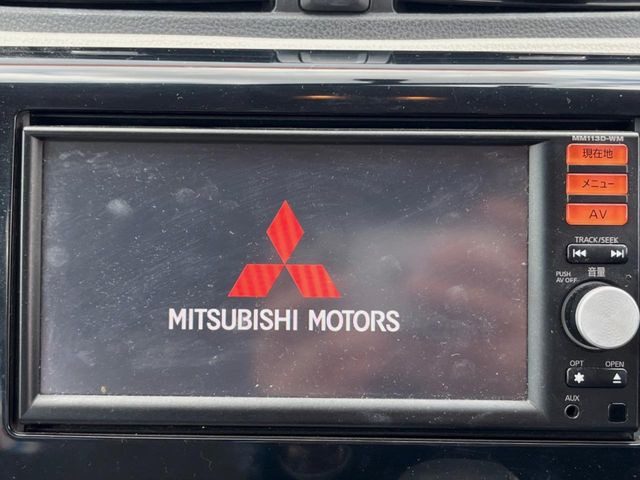 MM113D-WM
現在地
メニュー
AV
TRACK/SEEK
音量
PUSH
AV OFF
MITSUBISHI MOTORS
OPT
OPEN
AUX